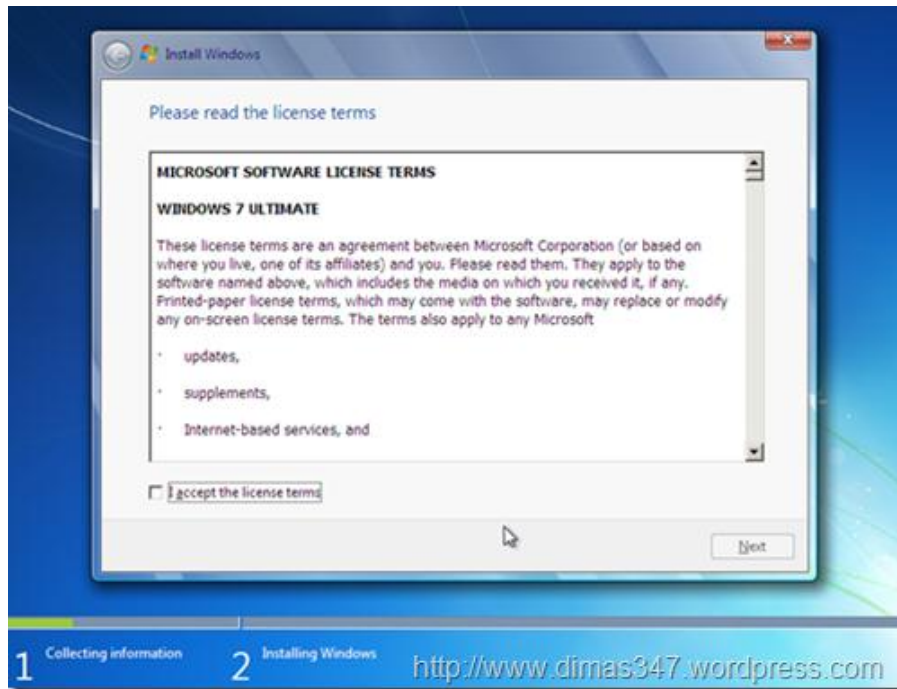 Install Windows
Please read the license terms
MICROSOFT SOFTWARE LICENSE TERMS
WINDOWS 7 ULTIMATE
These license terms are an agreement between Microsoft Corporation (or based on
where you live, one of its affiliates) and you. Please read them. They apply to the
software named above, which includes the media on which you received it, if any.
Printed-paper license terms, which may come with the software, may replace or modify
any on-screen license terms. The terms also apply to any Microsoft
· updates,
· supplements,
· Internet-based services, and
I accept the license terms
Next
1 Collecting information
2 Installing Windows
http://www.dimas347.wordpress.com